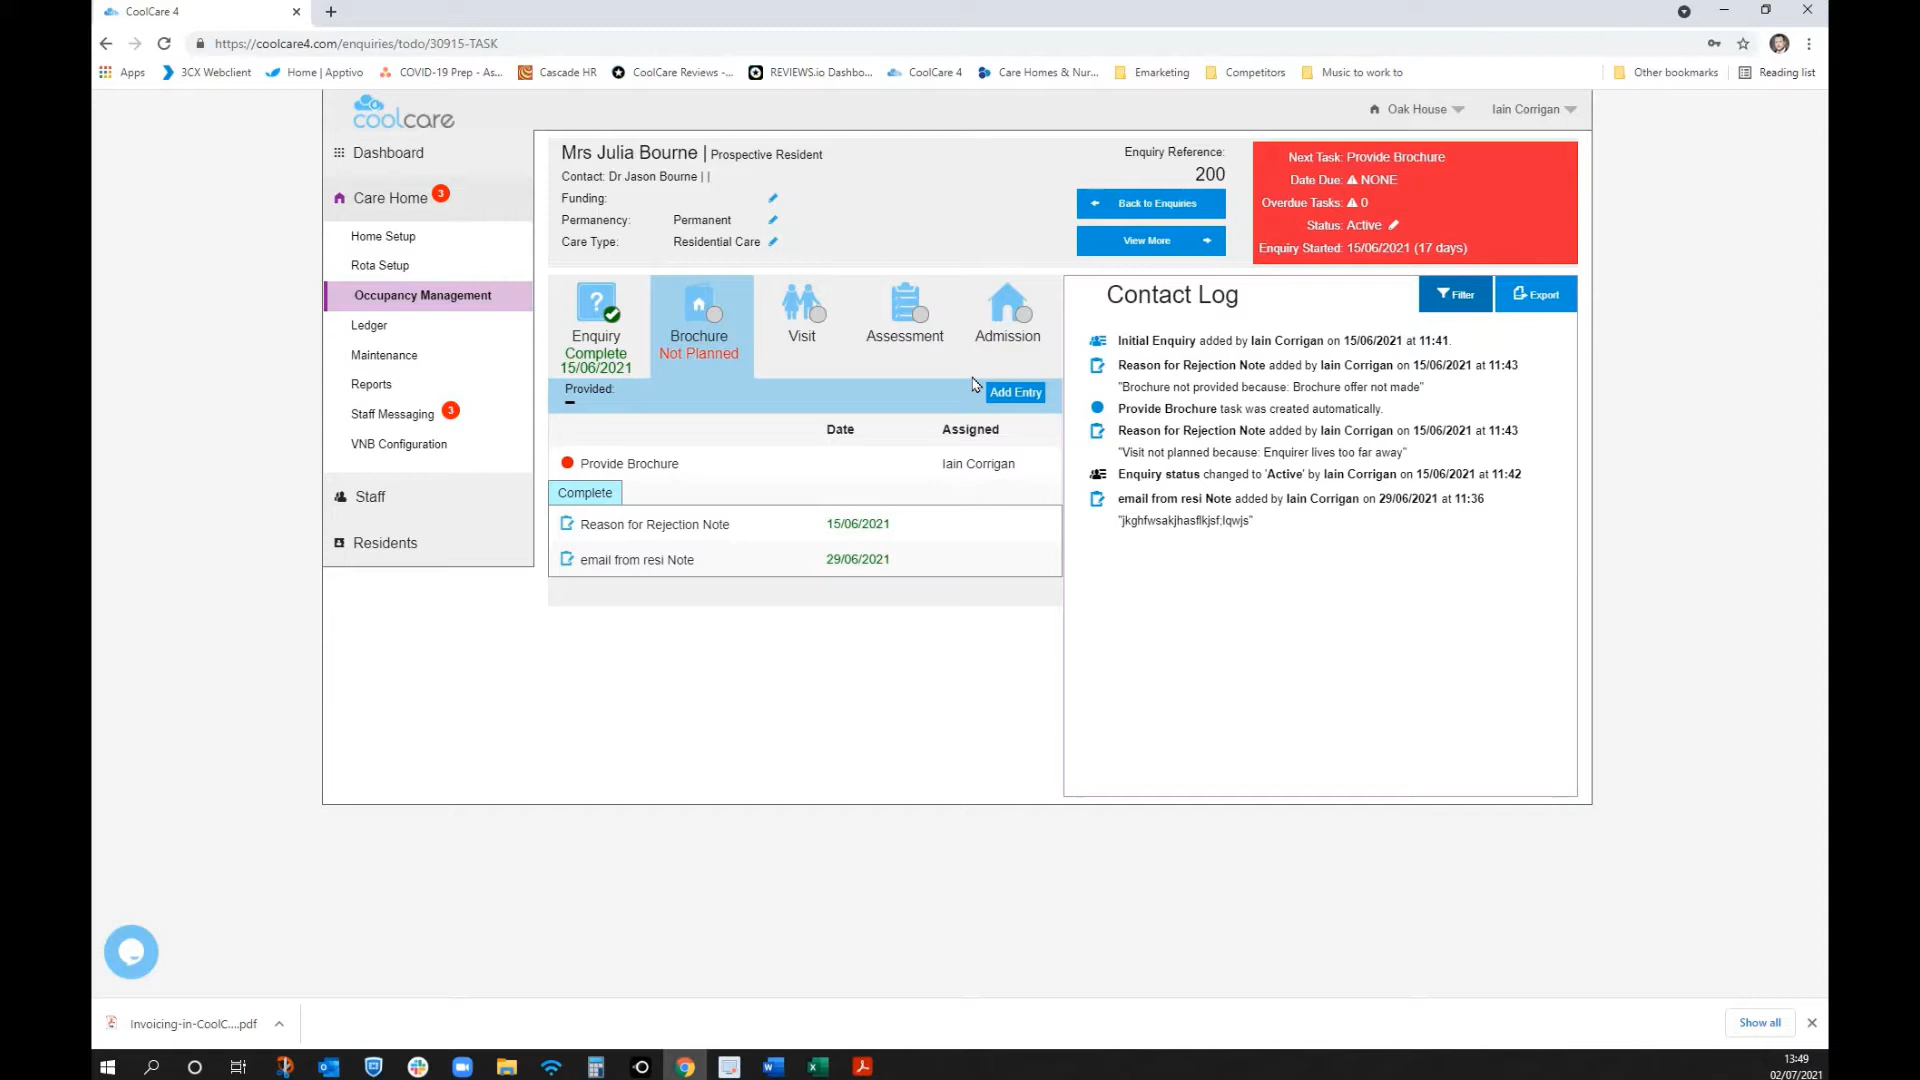 CoolCare 4
https://coolcare4.com/enquiries/todo/30915-TASK
Apps
3CX Webclient
Home | Apptivo
COVID-19 Prep - As...
Cascade HR
CoolCare Reviews -...
REVIEWS.io Dashbo...
CoolCare 4
Care Homes & Nur...
Emarketing
Competitors
Music to work to
Other bookmarks
Reading list
coolcare
Oak House
Iain Corrigan
Dashboard
Care Home 3
Home Setup
Rota Setup
Occupancy Management
Ledger
Maintenance
Reports
Staff Messaging 3
VNB Configuration
Staff
Residents
Mrs Julia Bourne | Prospective Resident
Contact: Dr Jason Bourne | |
Funding:
Permanency: Permanent
Care Type: Residential Care
Enquiry Reference:
200
Back to Enquiries
View More
Next Task: Provide Brochure
Date Due: NONE
Overdue Tasks: 0
Status: Active
Enquiry Started: 15/06/2021 (17 days)
Enquiry
Complete
15/06/2021
Brochure
Not Planned
Visit
Assessment
Admission
Provided:
Add Entry
Date Assigned
Provide Brochure Iain Corrigan
Complete
Reason for Rejection Note 15/06/2021
email from resi Note 29/06/2021
Contact Log
Filter
Export
Initial Enquiry added by Iain Corrigan on 15/06/2021 at 11:41.
Reason for Rejection Note added by Iain Corrigan on 15/06/2021 at 11:43
"Brochure not provided because: Brochure offer not made"
Provide Brochure task was created automatically.
Reason for Rejection Note added by Iain Corrigan on 15/06/2021 at 11:43
"Visit not planned because: Enquirer lives too far away"
Enquiry status changed to 'Active' by Iain Corrigan on 15/06/2021 at 11:42
email from resi Note added by Iain Corrigan on 29/06/2021 at 11:36
"jkghfwsakjhasflkjsf;lqwjs"
Invoicing-in-CoolC....pdf
Show all
13:49
02/07/2021